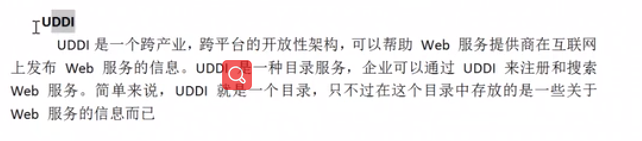 UDDI
UDDI 是一个跨产业，跨平台的开放性架构，可以帮助 Web 服务提供商在互联网
上发布 Web 服务的信息。UDDI 是一种目录服务，企业可以通过 UDDI 来注册和搜索
Web 服务。简单来说，UDDI 就是一个目录，只不过在这个目录中存放的是一些关于
Web 服务的信息而已